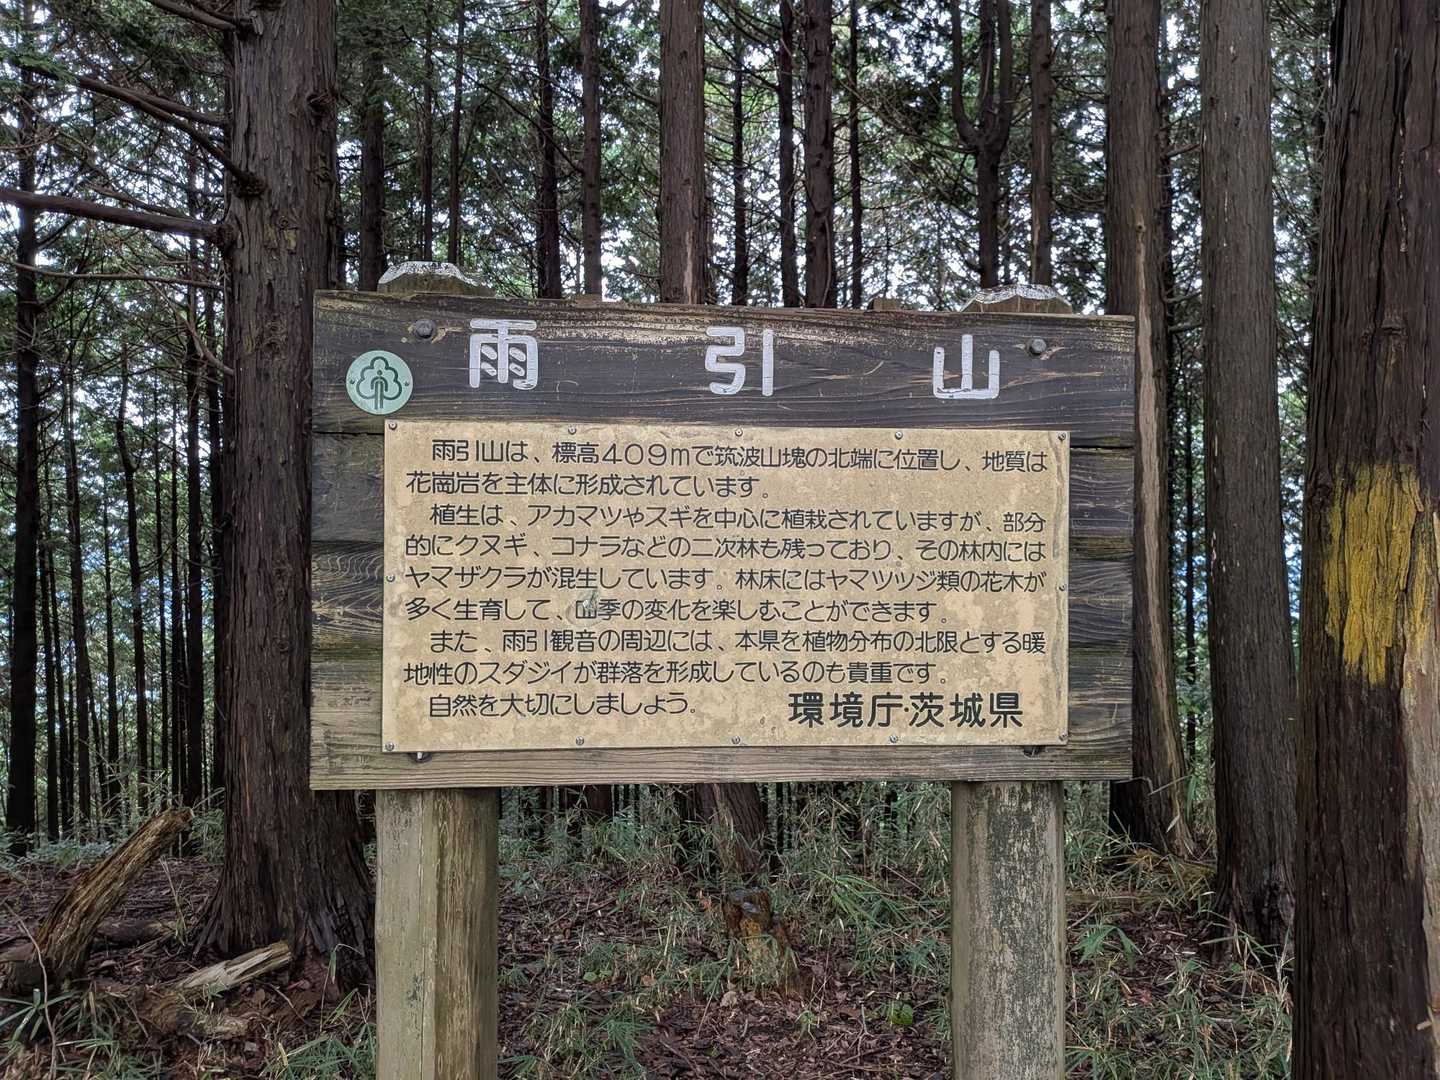 雨引山
雨引山は、標高409mで筑波山塊の北端に位置し、地質は
花崗岩を主体に形成されています。
植生は、アカマツやスギを中心に植栽されていますが、部分
的にクヌギ、コナラなどの二次林も残っており、その林内には
ヤマザクラが混生しています。林床にはヤマツツジ類の花木が
多く生育して、四季の変化を楽しむことができます。
また、雨引観音の周辺には、本県を植物分布の北限とする暖
地性のスダジイが群落を形成しているのも貴重です。
自然を大切にしましょう。
環境庁・茨城県